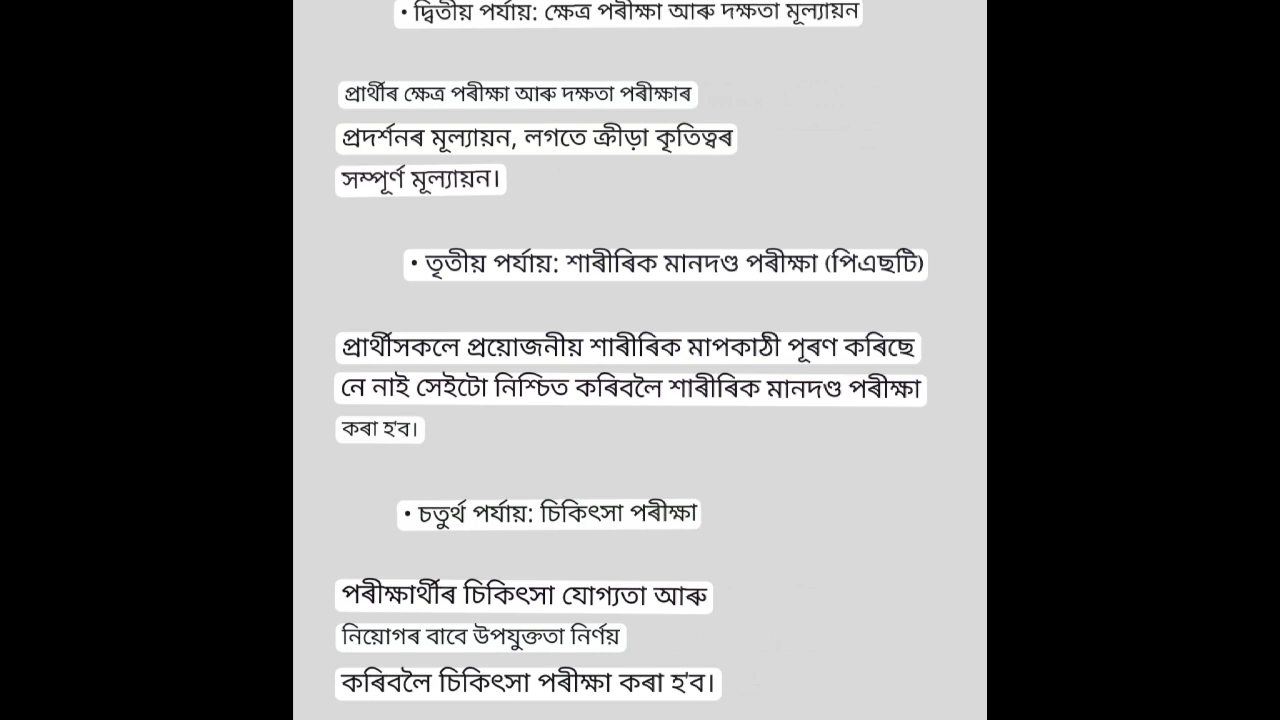 • দ্বিতীয় পৰ্যায়: ক্ষেত্ৰ পৰীক্ষা আৰু দক্ষতা মূল্যায়ন
প্ৰাৰ্থীৰ ক্ষেত্ৰ পৰীক্ষা আৰু দক্ষতা পৰীক্ষাৰ
প্ৰদৰ্শনৰ মূল্যায়ন, লগতে ক্ৰীড়া কৃতিত্বৰ
সম্পূৰ্ণ মূল্যায়ন।
• তৃতীয় পৰ্যায়: শাৰীৰিক মানদণ্ড পৰীক্ষা (পিএছটি)
প্ৰাৰ্থীসকলে প্ৰয়োজনীয় শাৰীৰিক মাপকাঠী পূৰণ কৰিছে
নে নাই সেইটো নিশ্চিত কৰিবলৈ শাৰীৰিক মানদণ্ড পৰীক্ষা
কৰা হ'ব।
• চতুৰ্থ পৰ্যায়: চিকিৎসা পৰীক্ষা
পৰীক্ষাৰ্থীৰ চিকিৎসা যোগ্যতা আৰু
নিয়োগৰ বাবে উপযুক্ততা নিৰ্ণয়
কৰিবলৈ চিকিৎসা পৰীক্ষা কৰা হ'ব।